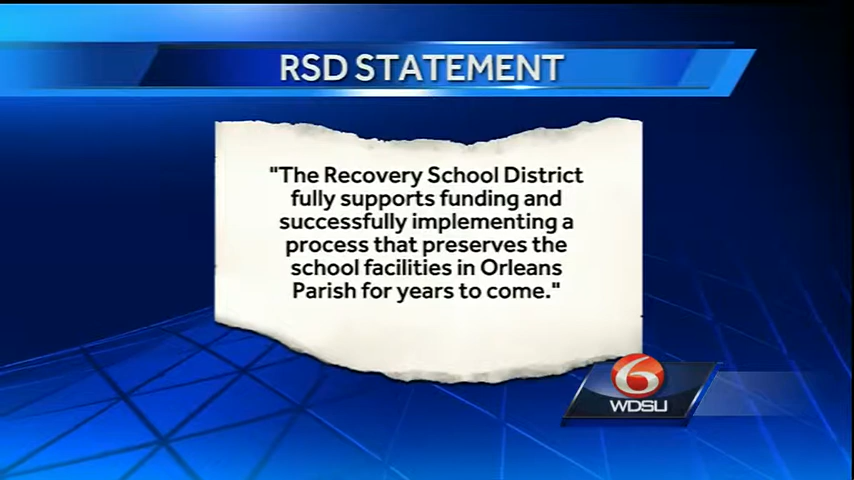 RSD STATEMENT
"The Recovery School District
fully supports funding and
successfully implementing a
process that preserves the
school facilities in Orleans
Parish for years to come."
6
WDSU